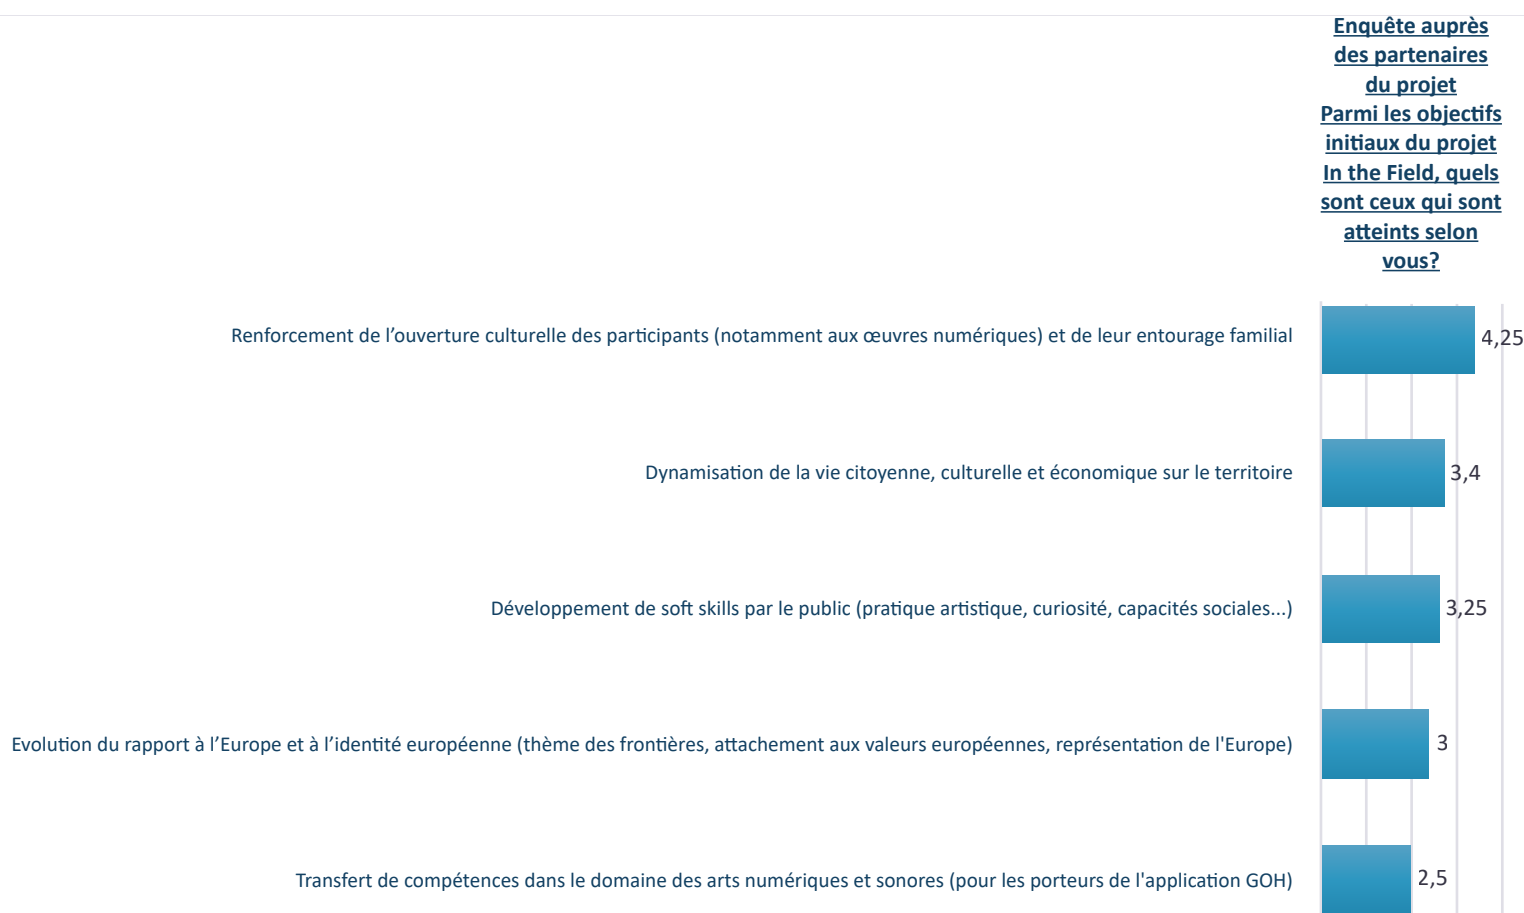 Enquête auprès
des partenaires
du projet
Parmi les objectifs
initiaux du projet
In the Field, quels
sont ceux qui sont
atteints selon
vous?
Renforcement de l’ouverture culturelle des participants (notamment aux œuvres numériques) et de leur entourage familial
4,25
Dynamisation de la vie citoyenne, culturelle et économique sur le territoire
3,4
Développement de soft skills par le public (pratique artistique, curiosité, capacités sociales...)
3,25
Evolution du rapport à l’Europe et à l’identité européenne (thème des frontières, attachement aux valeurs européennes, représentation de l'Europe)
3
Transfert de compétences dans le domaine des arts numériques et sonores (pour les porteurs de l'application GOH)
2,5